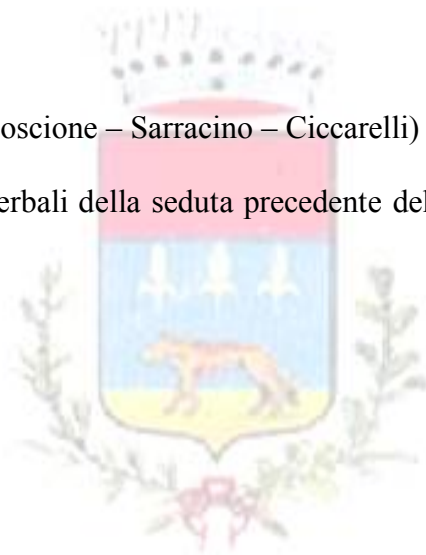 oscione – Sarracino – Ciccarelli)
erbali della seduta precedente del